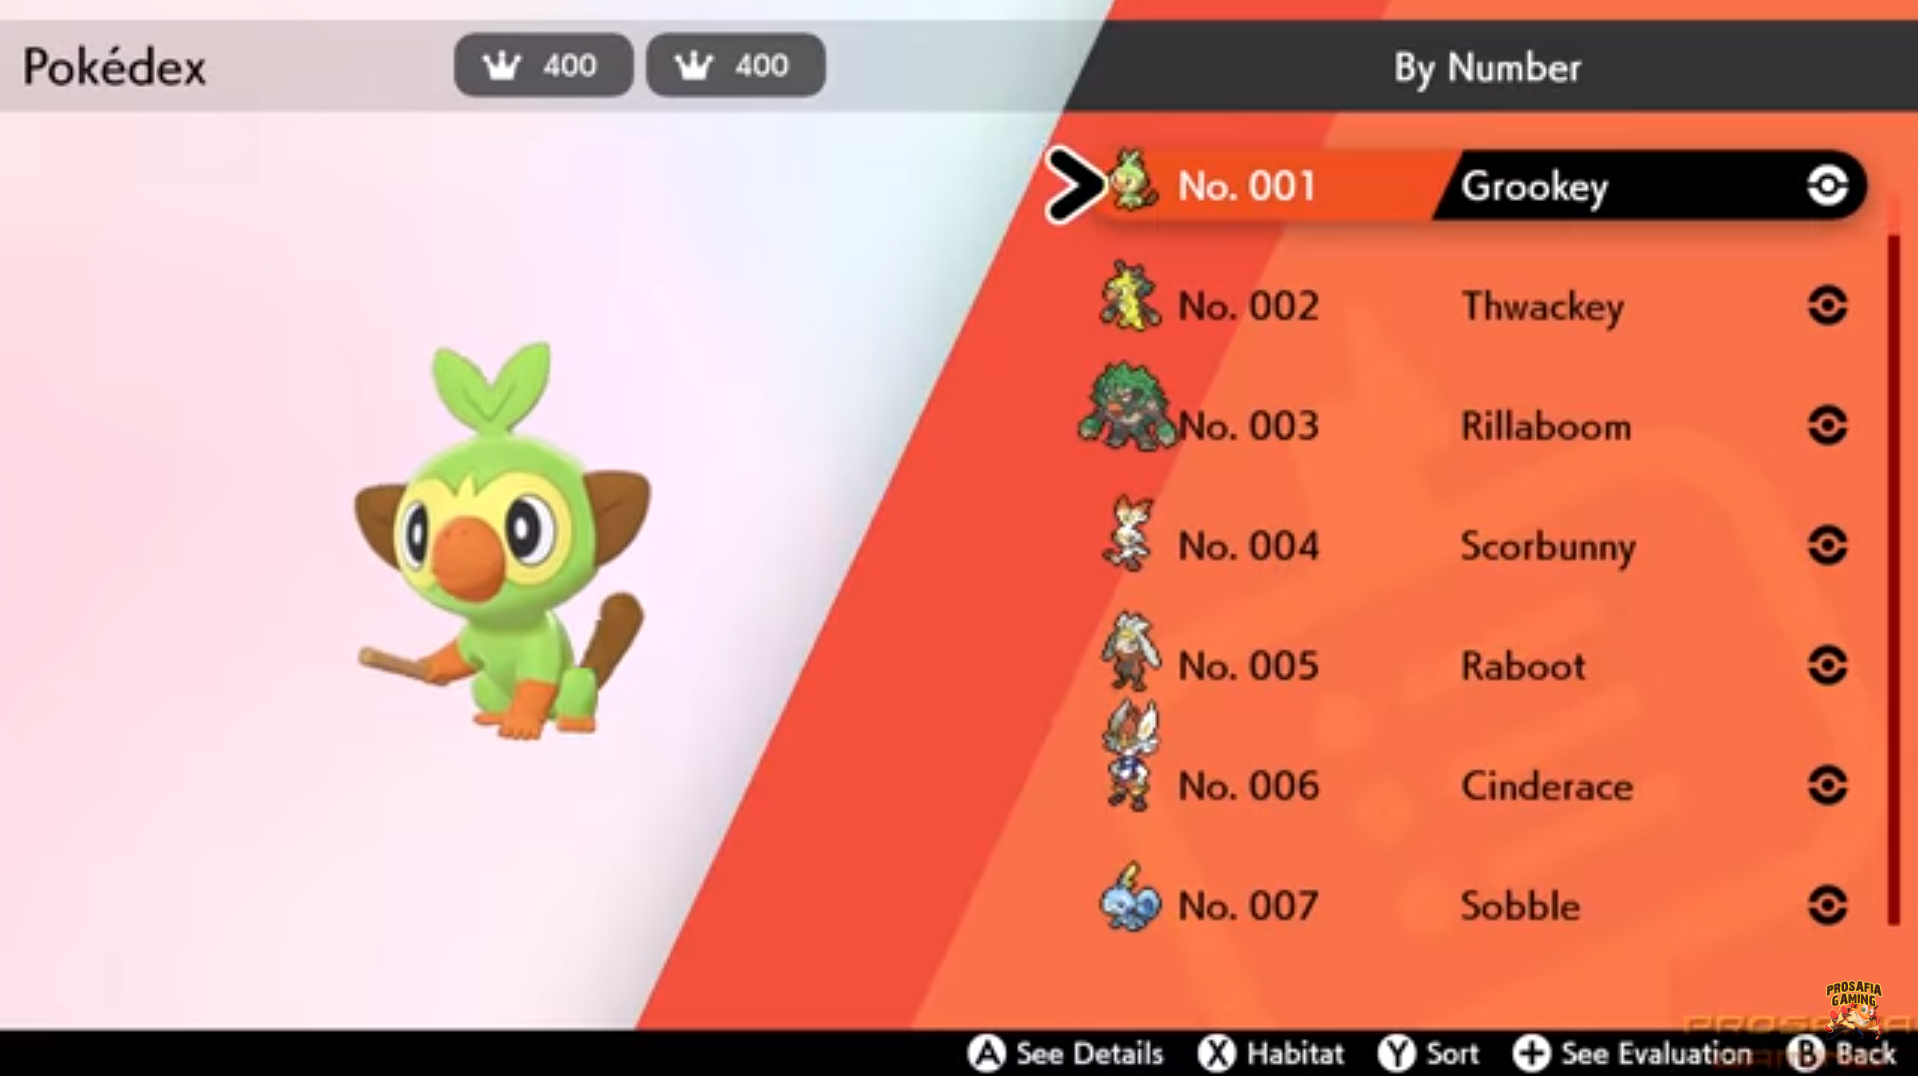 Pokédex
400
400
By Number
No. 001 Grookey
No. 002 Thwackey
No. 003 Rillaboom
No. 004 Scorbunny
No. 005 Raboot
No. 006 Cinderace
No. 007 Sobble
PROSAFIA
GAMING
A See Details X Habitat Y Sort + See Evaluation B Back